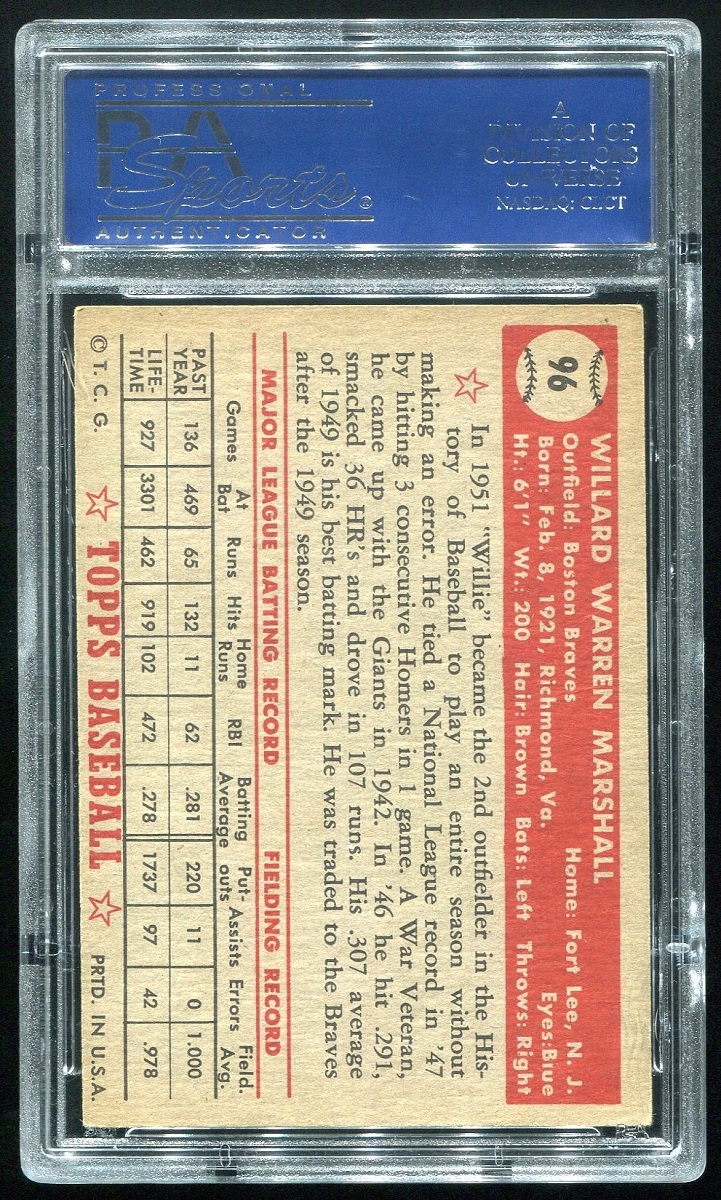 PROFESSIONAL
PSA
Sports®
AUTHENTICATOR
A
DIVISION OF
COLLECTORS
UNIVERSE
NASDAQ: CLCT
96
WILLARD WARREN MARSHALL
Outfield: Boston Braves Home: Fort Lee, N. J.
Born: Feb. 8, 1921, Richmond, Va. Eyes:Blue
Ht.: 6'1" Wt.: 200 Hair: Brown Bats: Left Throws: Right
In 1951 "Willie" became the 2nd outfielder in the His-
tory of Baseball to play an entire season without
making an error. He tied a National League record in '47
by hitting 3 consecutive Homers in 1 game. A War Veteran,
he came up with the Giants in 1942. In '46 he hit .291,
smacked 36 HR's and drove in 107 runs. His .307 average
of 1949 is his best batting mark. He was traded to the Braves
after the 1949 season.
MAJOR LEAGUE BATTING RECORD FIELDING RECORD
Games At Bat Runs Hits Home Runs RBI Batting Average Put-outs Assists Errors Field. Avg.
PAST YEAR 136 469 65 132 11 62 .281 220 11 0 1.000
LIFE-TIME 927 3301 462 919 102 472 .278 1737 97 42 .978
© T. C. G. TOPPS BASEBALL PRTD. IN U.S.A.